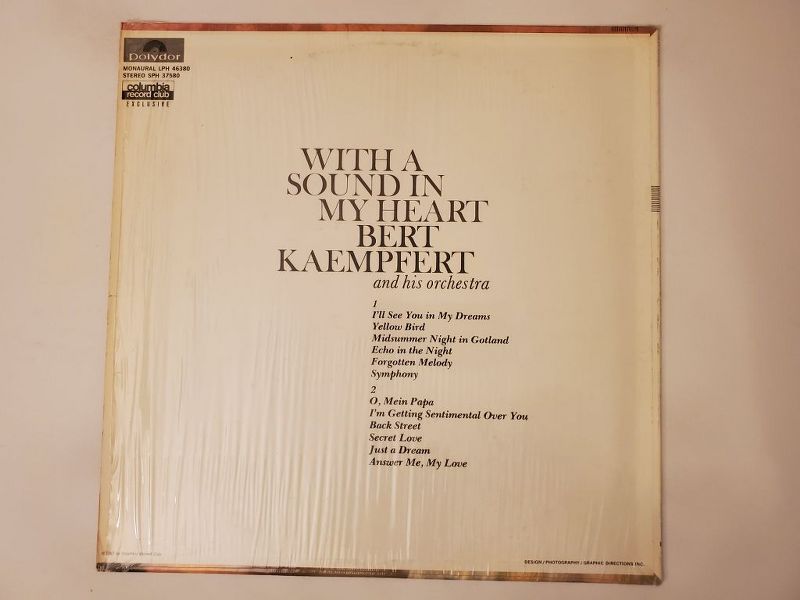 Polydor
MONAURAL LPH 46380
STEREO SPH 37580
columbia
record club
EXCLUSIVE
WITH A
SOUND IN
MY HEART
BERT
KAEMPFERT
and his orchestra
1
I'll See You in My Dreams
Yellow Bird
Midsummer Night in Gotland
Echo in the Night
Forgotten Melody
Symphony
2
O, Mein Papa
I'm Getting Sentimental Over You
Back Street
Secret Love
Just a Dream
Answer Me, My Love
DESIGN/PHOTOGRAPHY/GRAPHIC DIRECTIONS INC.